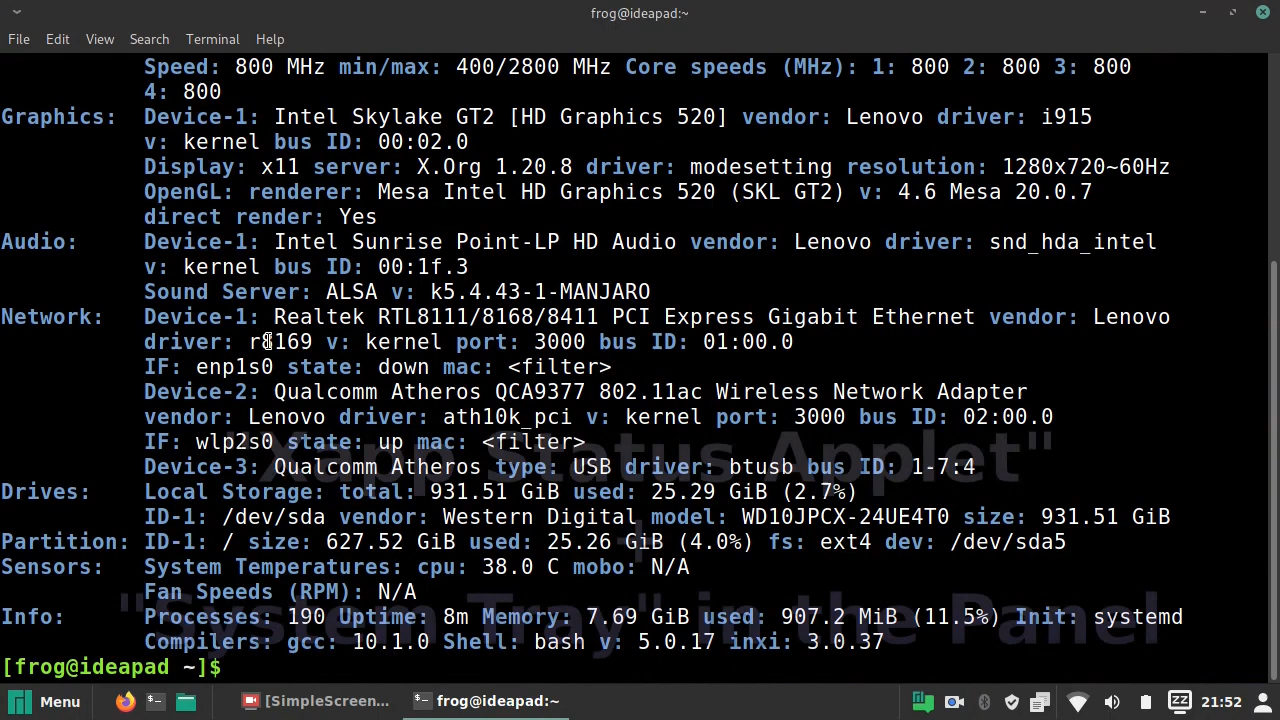 frog@ideapad:~
File Edit View Search Terminal Help
Speed: 800 MHz min/max: 400/2800 MHz Core speeds (MHz): 1: 800 2: 800 3: 800
4: 800
Graphics: Device-1: Intel Skylake GT2 [HD Graphics 520] vendor: Lenovo driver: i915
v: kernel bus ID: 00:02.0
Display: x11 server: X.Org 1.20.8 driver: modesetting resolution: 1280x720~60Hz
OpenGL: renderer: Mesa Intel HD Graphics 520 (SKL GT2) v: 4.6 Mesa 20.0.7
direct render: Yes
Audio: Device-1: Intel Sunrise Point-LP HD Audio vendor: Lenovo driver: snd_hda_intel
v: kernel bus ID: 00:1f.3
Sound Server: ALSA v: k5.4.43-1-MANJARO
Network: Device-1: Realtek RTL8111/8168/8411 PCI Express Gigabit Ethernet vendor: Lenovo
driver: r8169 v: kernel port: 3000 bus ID: 01:00.0
IF: enp1s0 state: down mac: <filter>
Device-2: Qualcomm Atheros QCA9377 802.11ac Wireless Network Adapter
vendor: Lenovo driver: ath10k_pci v: kernel port: 3000 bus ID: 02:00.0
IF: wlp2s0 state: up mac: <filter>
"Xapp Status Applet"
Device-3: Qualcomm Atheros type: USB driver: btusb bus ID: 1-7:4
Drives: Local Storage: total: 931.51 GiB used: 25.29 GiB (2.7%)
ID-1: /dev/sda vendor: Western Digital model: WD10JPCX-24UE4T0 size: 931.51 GiB
+
Partition: ID-1: / size: 627.52 GiB used: 25.26 GiB (4.0%) fs: ext4 dev: /dev/sda5
Sensors: System Temperatures: cpu: 38.0 C mobo: N/A
Fan Speeds (RPM): N/A
"System Tray" in the Panel
Info: Processes: 190 Uptime: 8m Memory: 7.69 GiB used: 907.2 MiB (11.5%) Init: systemd
Compilers: gcc: 10.1.0 Shell: bash v: 5.0.17 inxi: 3.0.37
[frog@ideapad ~]$
Menu [SimpleScreen... frog@ideapad:~ zz 21:52